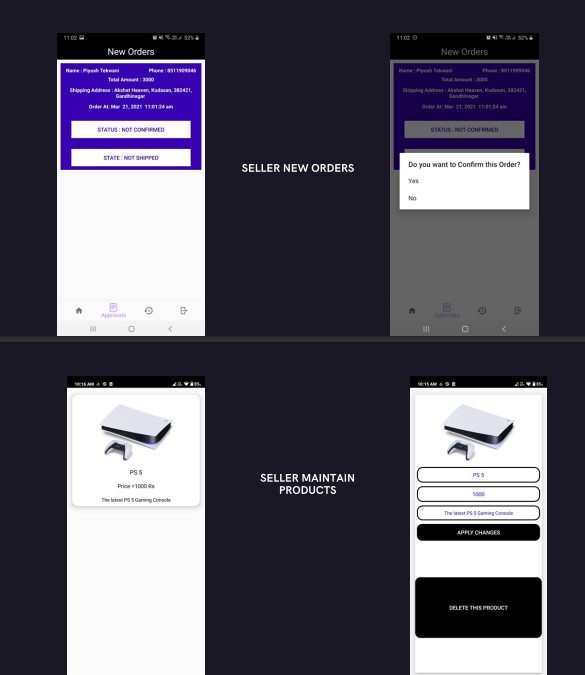 11:02
52%
New Orders
Name : Piyush Tekwani Phone : 8511909046
Total Amount : 3000
Shipping Address : Akshat Heaven, Kudasan, 382421,
Gandhinagar
Order At: Mar 21, 2021 11:01:24 am
STATUS : NOT CONFIRMED
STATE : NOT SHIPPED
Approvals
SELLER NEW ORDERS
11:02
52%
New Orders
Name : Piyush Tekwani Phone : 8511909046
Total Amount : 3000
Shipping Address : Akshat Heaven, Kudasan, 382421,
Gandhinagar
Order At: Mar 21, 2021 11:01:24 am
STATUS : NOT CONFIRMED
Do you want to Confirm this Order?
Yes
No
Approvals
10:16 AM
85%
PS 5
Price =1000 Rs
The latest PS 5 Gaming Console
SELLER MAINTAIN
PRODUCTS
10:15 AM
85%
PS 5
1000
The latest PS 5 Gaming Console
APPLY CHANGES
DELETE THIS PRODUCT